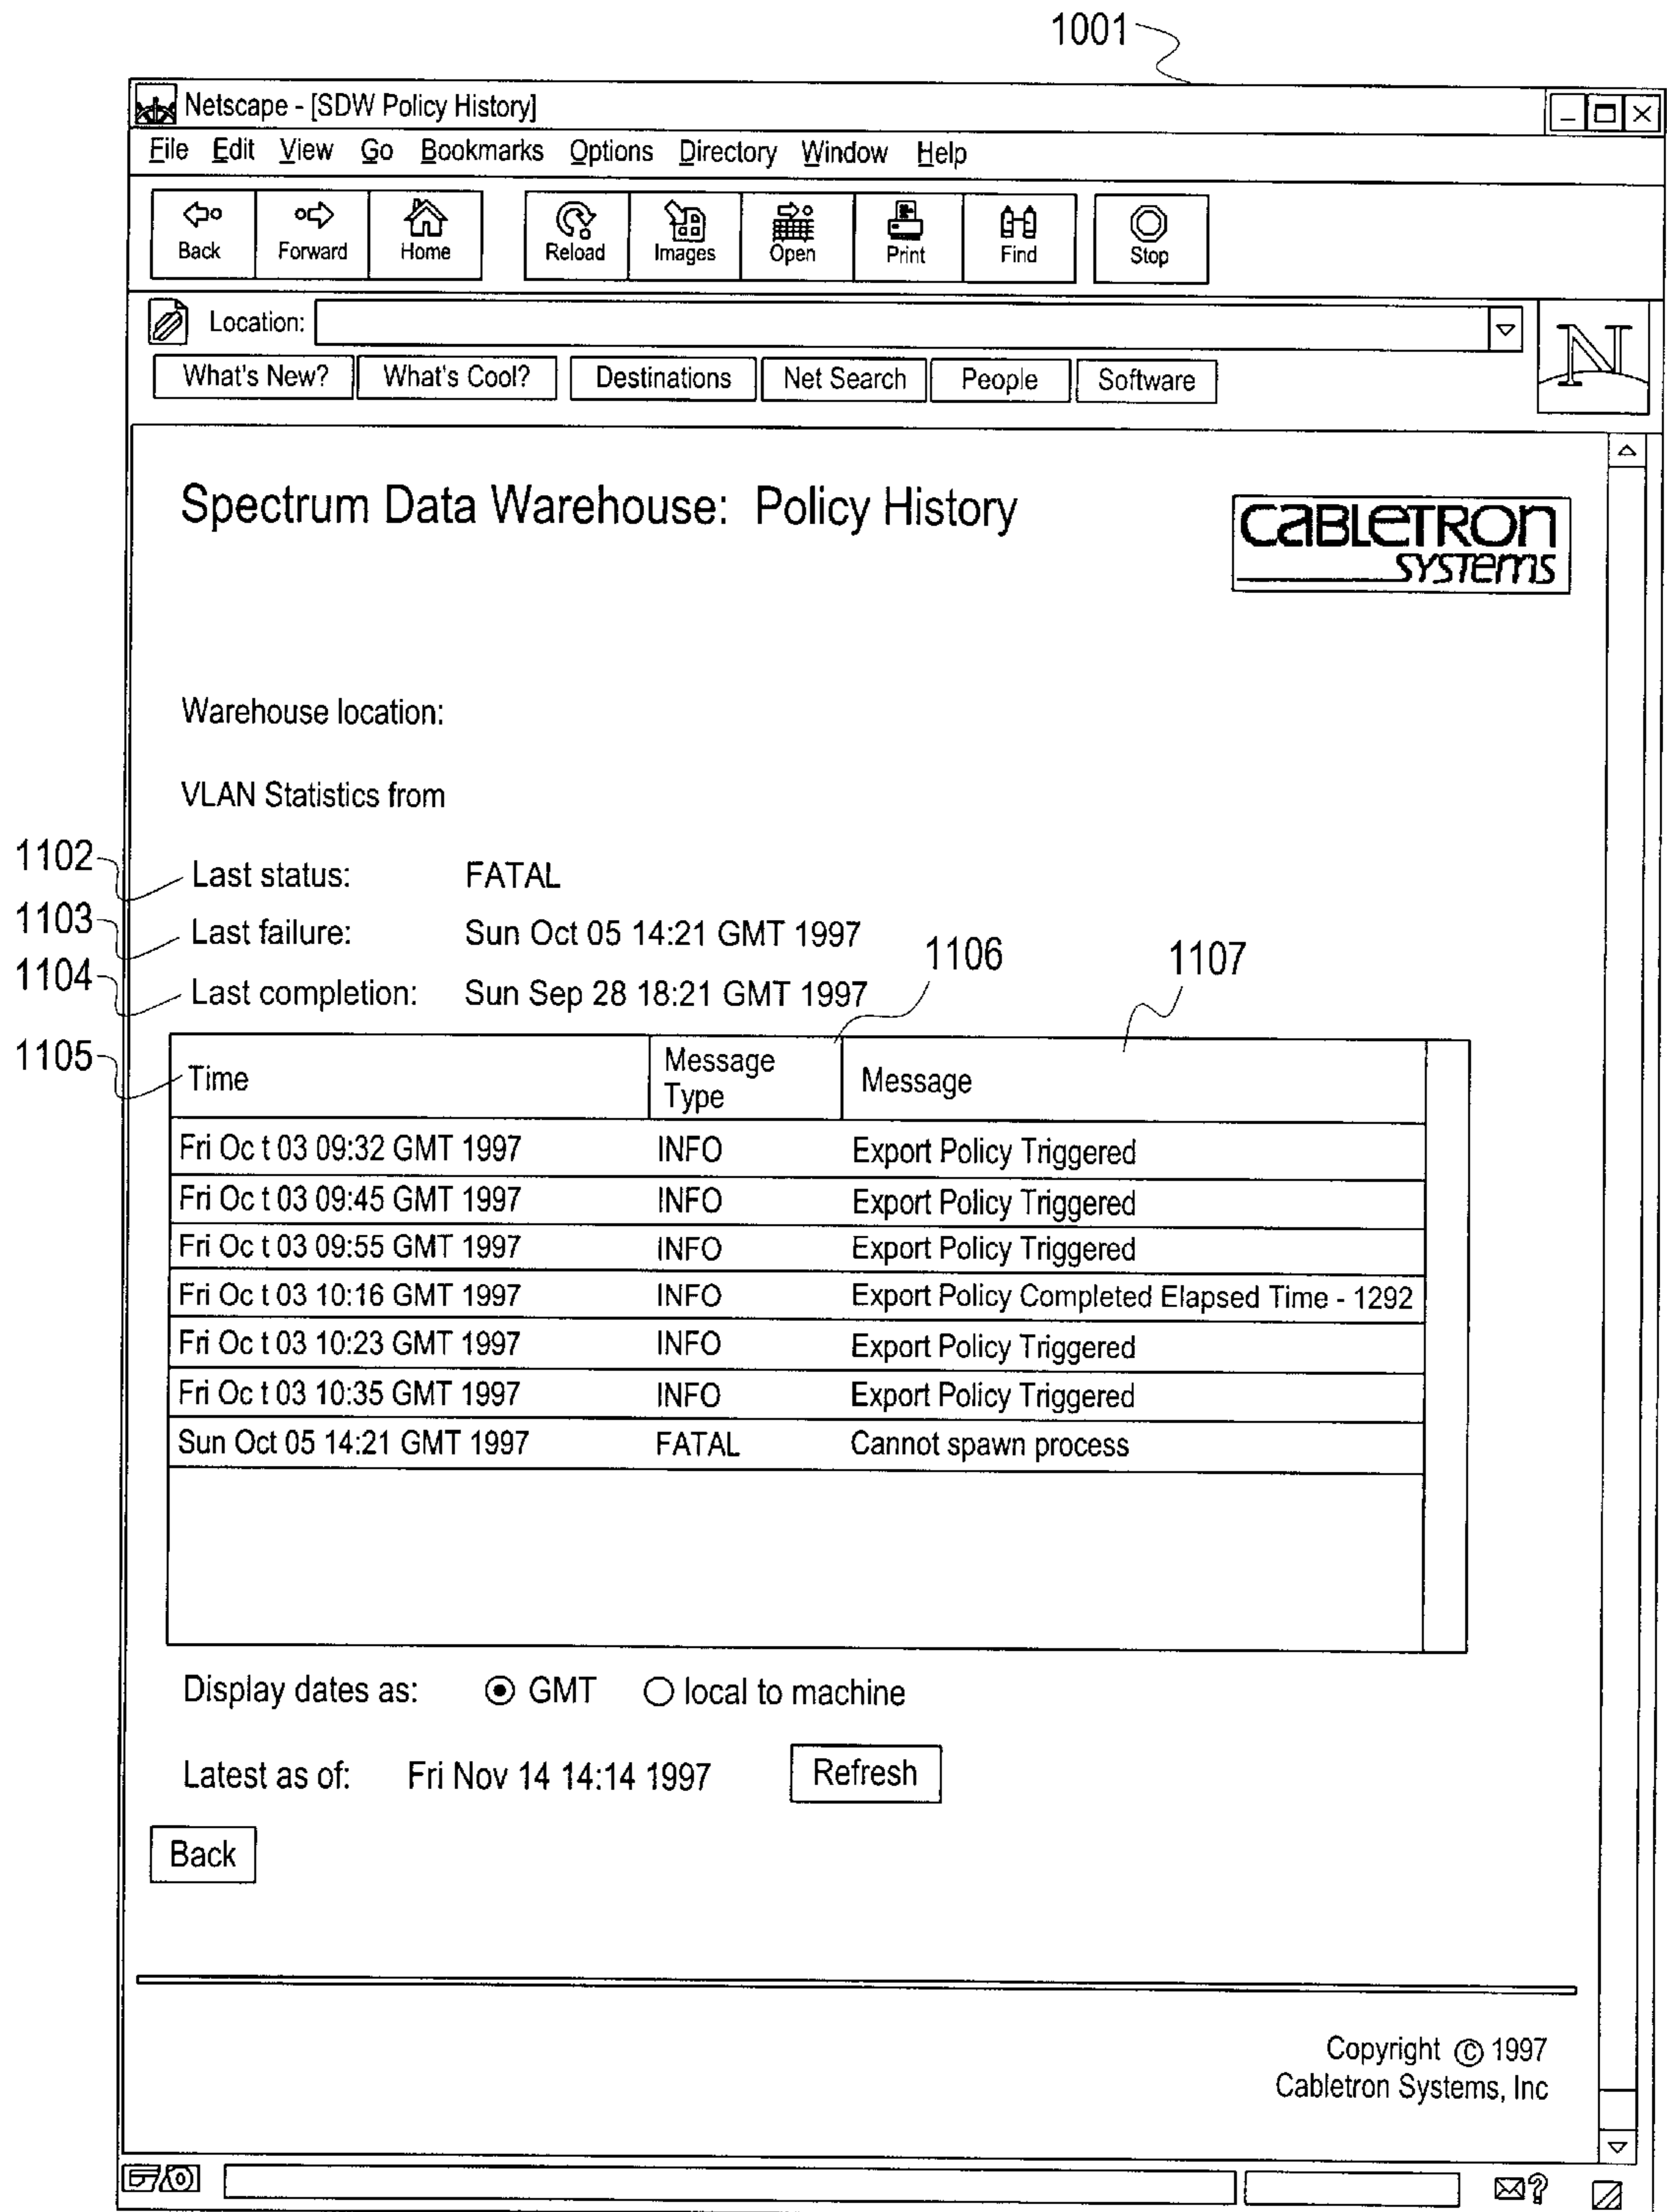 1001
Netscape - [SDW Policy History]
File Edit View Go Bookmarks Options Directory Window Help
Back Forward Home Reload Images Open Print Find Stop
Location:
N
What's New? What's Cool? Destinations Net Search People Software
Spectrum Data Warehouse: Policy History
CABLETRON
SYSTEMS
Warehouse location:
VLAN Statistics from
1102 Last status: FATAL
1103 Last failure: Sun Oct 05 14:21 GMT 1997
1104 Last completion: Sun Sep 28 18:21 GMT 1997
1106 1107
1105 Time Message Type Message
Fri Oc t 03 09:32 GMT 1997 INFO Export Policy Triggered
Fri Oc t 03 09:45 GMT 1997 INFO Export Policy Triggered
Fri Oc t 03 09:55 GMT 1997 INFO Export Policy Triggered
Fri Oc t 03 10:16 GMT 1997 INFO Export Policy Completed Elapsed Time - 1292
Fri Oc t 03 10:23 GMT 1997 INFO Export Policy Triggered
Fri Oc t 03 10:35 GMT 1997 INFO Export Policy Triggered
Sun Oct 05 14:21 GMT 1997 FATAL Cannot spawn process
Display dates as: GMT local to machine
Latest as of: Fri Nov 14 14:14 1997 Refresh
Back
Copyright © 1997
Cabletron Systems, Inc
?